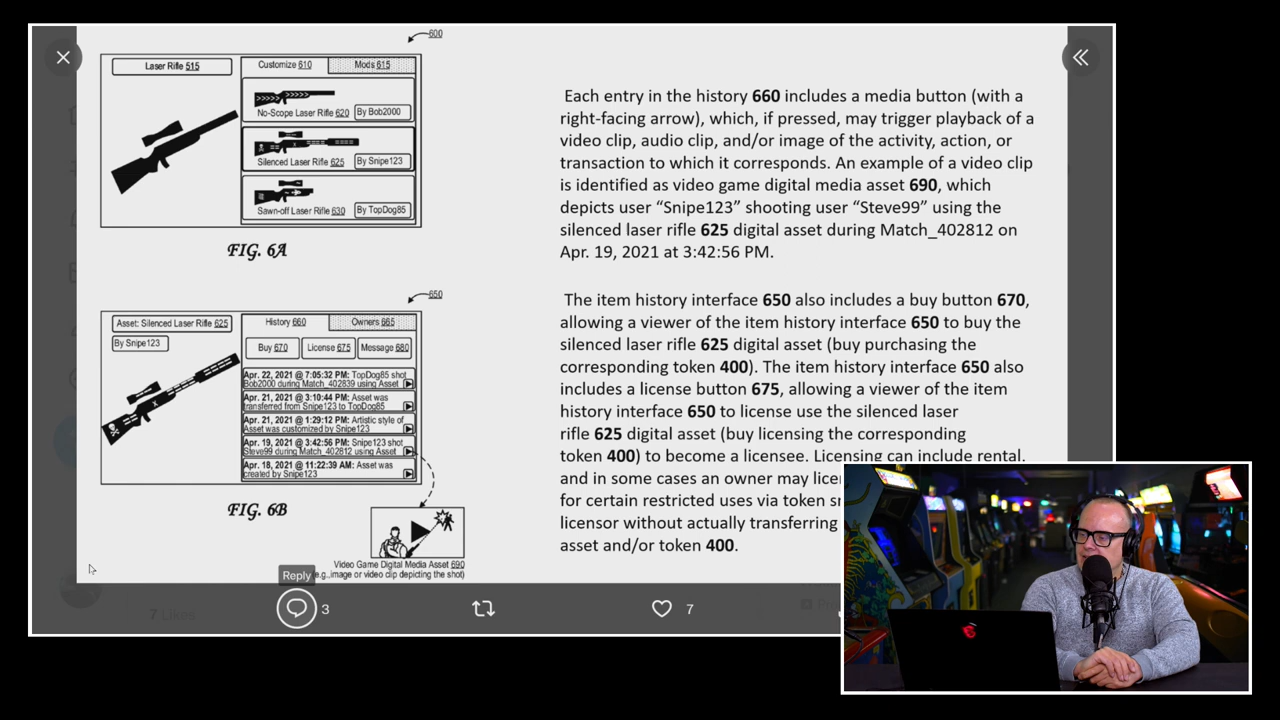 600
Laser Rifle 515
Customize 610
Mods 615
No-Scope Laser Rifle 620
By Bob2000
Silenced Laser Rifle 625
By Snipe123
Sawn-off Laser Rifle 630
By TopDog85
FIG. 6A
650
Asset: Silenced Laser Rifle 625
By Snipe123
History 660
Owners 665
Buy 670
License 675
Message 680
Apr. 22, 2021 @ 7:05:32 PM: TopDog85 shot
Bob2000 during Match_402839 using Asset
Apr. 21, 2021 @ 3:10:44 PM: Asset was
transferred from Snipe123 to TopDog85
Apr. 21, 2021 @ 1:29:12 PM: Artistic style of
Asset was customized by Snipe123
Apr. 19, 2021 @ 3:42:56 PM: Snipe123 shot
Steve99 during Match_402812 using Asset
Apr. 18, 2021 @ 11:22:39 AM: Asset was
created by Snipe123
FIG. 6B
Video Game Digital Media Asset 690
(e.g., image or video clip depicting the shot)
Each entry in the history 660 includes a media button (with a
right-facing arrow), which, if pressed, may trigger playback of a
video clip, audio clip, and/or image of the activity, action, or
transaction to which it corresponds. An example of a video clip
is identified as video game digital media asset 690, which
depicts user “Snipe123” shooting user “Steve99” using the
silenced laser rifle 625 digital asset during Match_402812 on
Apr. 19, 2021 at 3:42:56 PM.
The item history interface 650 also includes a buy button 670,
allowing a viewer of the item history interface 650 to buy the
silenced laser rifle 625 digital asset (buy purchasing the
corresponding token 400). The item history interface 650 also
includes a license button 675, allowing a viewer of the item
history interface 650 to license use the silenced laser
rifle 625 digital asset (buy licensing the corresponding
token 400) to become a licensee. Licensing can include rental,
and in some cases an owner may
for certain restricted uses via token
licensor without actually transferring
asset and/or token 400.
Reply
3
7
7 Likes